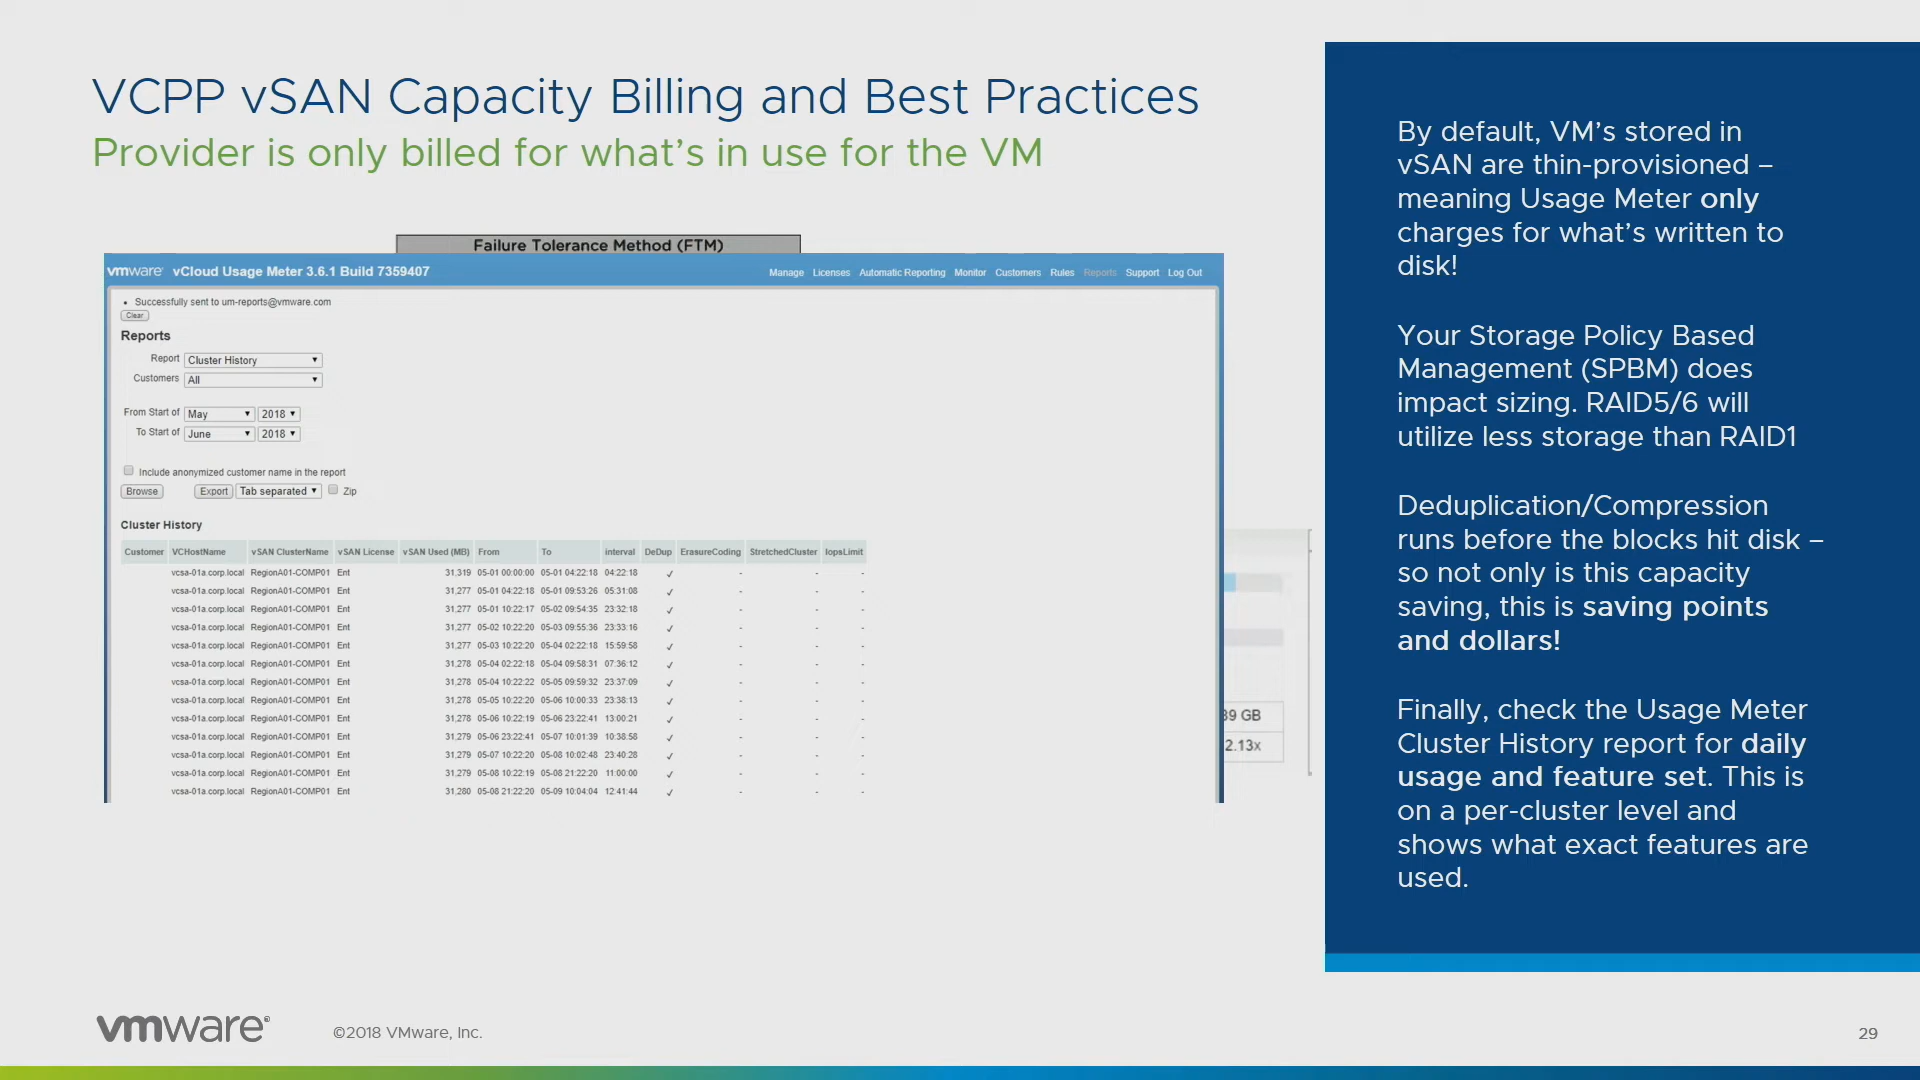 VCPP vSAN Capacity Billing and Best Practices
Provider is only billed for what's in use for the VM
Failure Tolerance Method (FTM)
vmware vCloud Usage Meter 3.6.1 Build 7359407
Manage Licenses Automatic Reporting Monitor Customers Rules Reports Support Log Out
• Successfully sent to um-reports@vmware.com
Clear
Reports
Report Cluster History
Customers All
From Start of May 2018
To Start of June 2018
Include anonymized customer name in the report
Browse Export Tab separated Zip
Cluster History
Customer VCHostName vSAN ClusterName vSAN License vSAN Used (MB) From To interval DeDup ErasureCoding StretchedCluster IopsLimit
vcsa-01a.corp.local RegionA01-COMP01 Ent 31,319 05-01 00:00:00 05-01 04:22:18 04:22:18 ✓ - - -
vcsa-01a.corp.local RegionA01-COMP01 Ent 31,277 05-01 04:22:18 05-01 09:53:26 05:31:08 ✓ - - -
vcsa-01a.corp.local RegionA01-COMP01 Ent 31,277 05-01 10:22:17 05-02 09:54:35 23:32:18 ✓ - - -
vcsa-01a.corp.local RegionA01-COMP01 Ent 31,277 05-02 10:22:20 05-03 09:55:36 23:33:16 ✓ - - -
vcsa-01a.corp.local RegionA01-COMP01 Ent 31,277 05-03 10:22:20 05-04 02:22:18 15:59:58 ✓ - - -
vcsa-01a.corp.local RegionA01-COMP01 Ent 31,278 05-04 02:22:18 05-04 09:58:31 07:36:12 ✓ - - -
vcsa-01a.corp.local RegionA01-COMP01 Ent 31,278 05-04 10:22:22 05-05 09:59:32 23:37:09 ✓ - - -
vcsa-01a.corp.local RegionA01-COMP01 Ent 31,278 05-05 10:22:20 05-06 10:00:33 23:38:13 ✓ - - -
vcsa-01a.corp.local RegionA01-COMP01 Ent 31,278 05-06 10:22:19 05-06 23:22:41 13:00:21 ✓ - - -
vcsa-01a.corp.local RegionA01-COMP01 Ent 31,279 05-06 23:22:41 05-07 10:01:39 10:38:58 ✓ - - -
vcsa-01a.corp.local RegionA01-COMP01 Ent 31,279 05-07 10:22:20 05-08 10:02:48 23:40:28 ✓ - - -
vcsa-01a.corp.local RegionA01-COMP01 Ent 31,279 05-08 10:22:19 05-08 21:22:20 11:00:00 ✓ - - -
vcsa-01a.corp.local RegionA01-COMP01 Ent 31,280 05-08 21:22:20 05-09 10:04:04 12:41:44 ✓ - - -
39 GB
2.13x
By default, VM's stored in
vSAN are thin-provisioned –
meaning Usage Meter only
charges for what's written to
disk!
Your Storage Policy Based
Management (SPBM) does
impact sizing. RAID5/6 will
utilize less storage than RAID1
Deduplication/Compression
runs before the blocks hit disk –
so not only is this capacity
saving, this is saving points
and dollars!
Finally, check the Usage Meter
Cluster History report for daily
usage and feature set. This is
on a per-cluster level and
shows what exact features are
used.
vmware®
©2018 VMware, Inc.
29